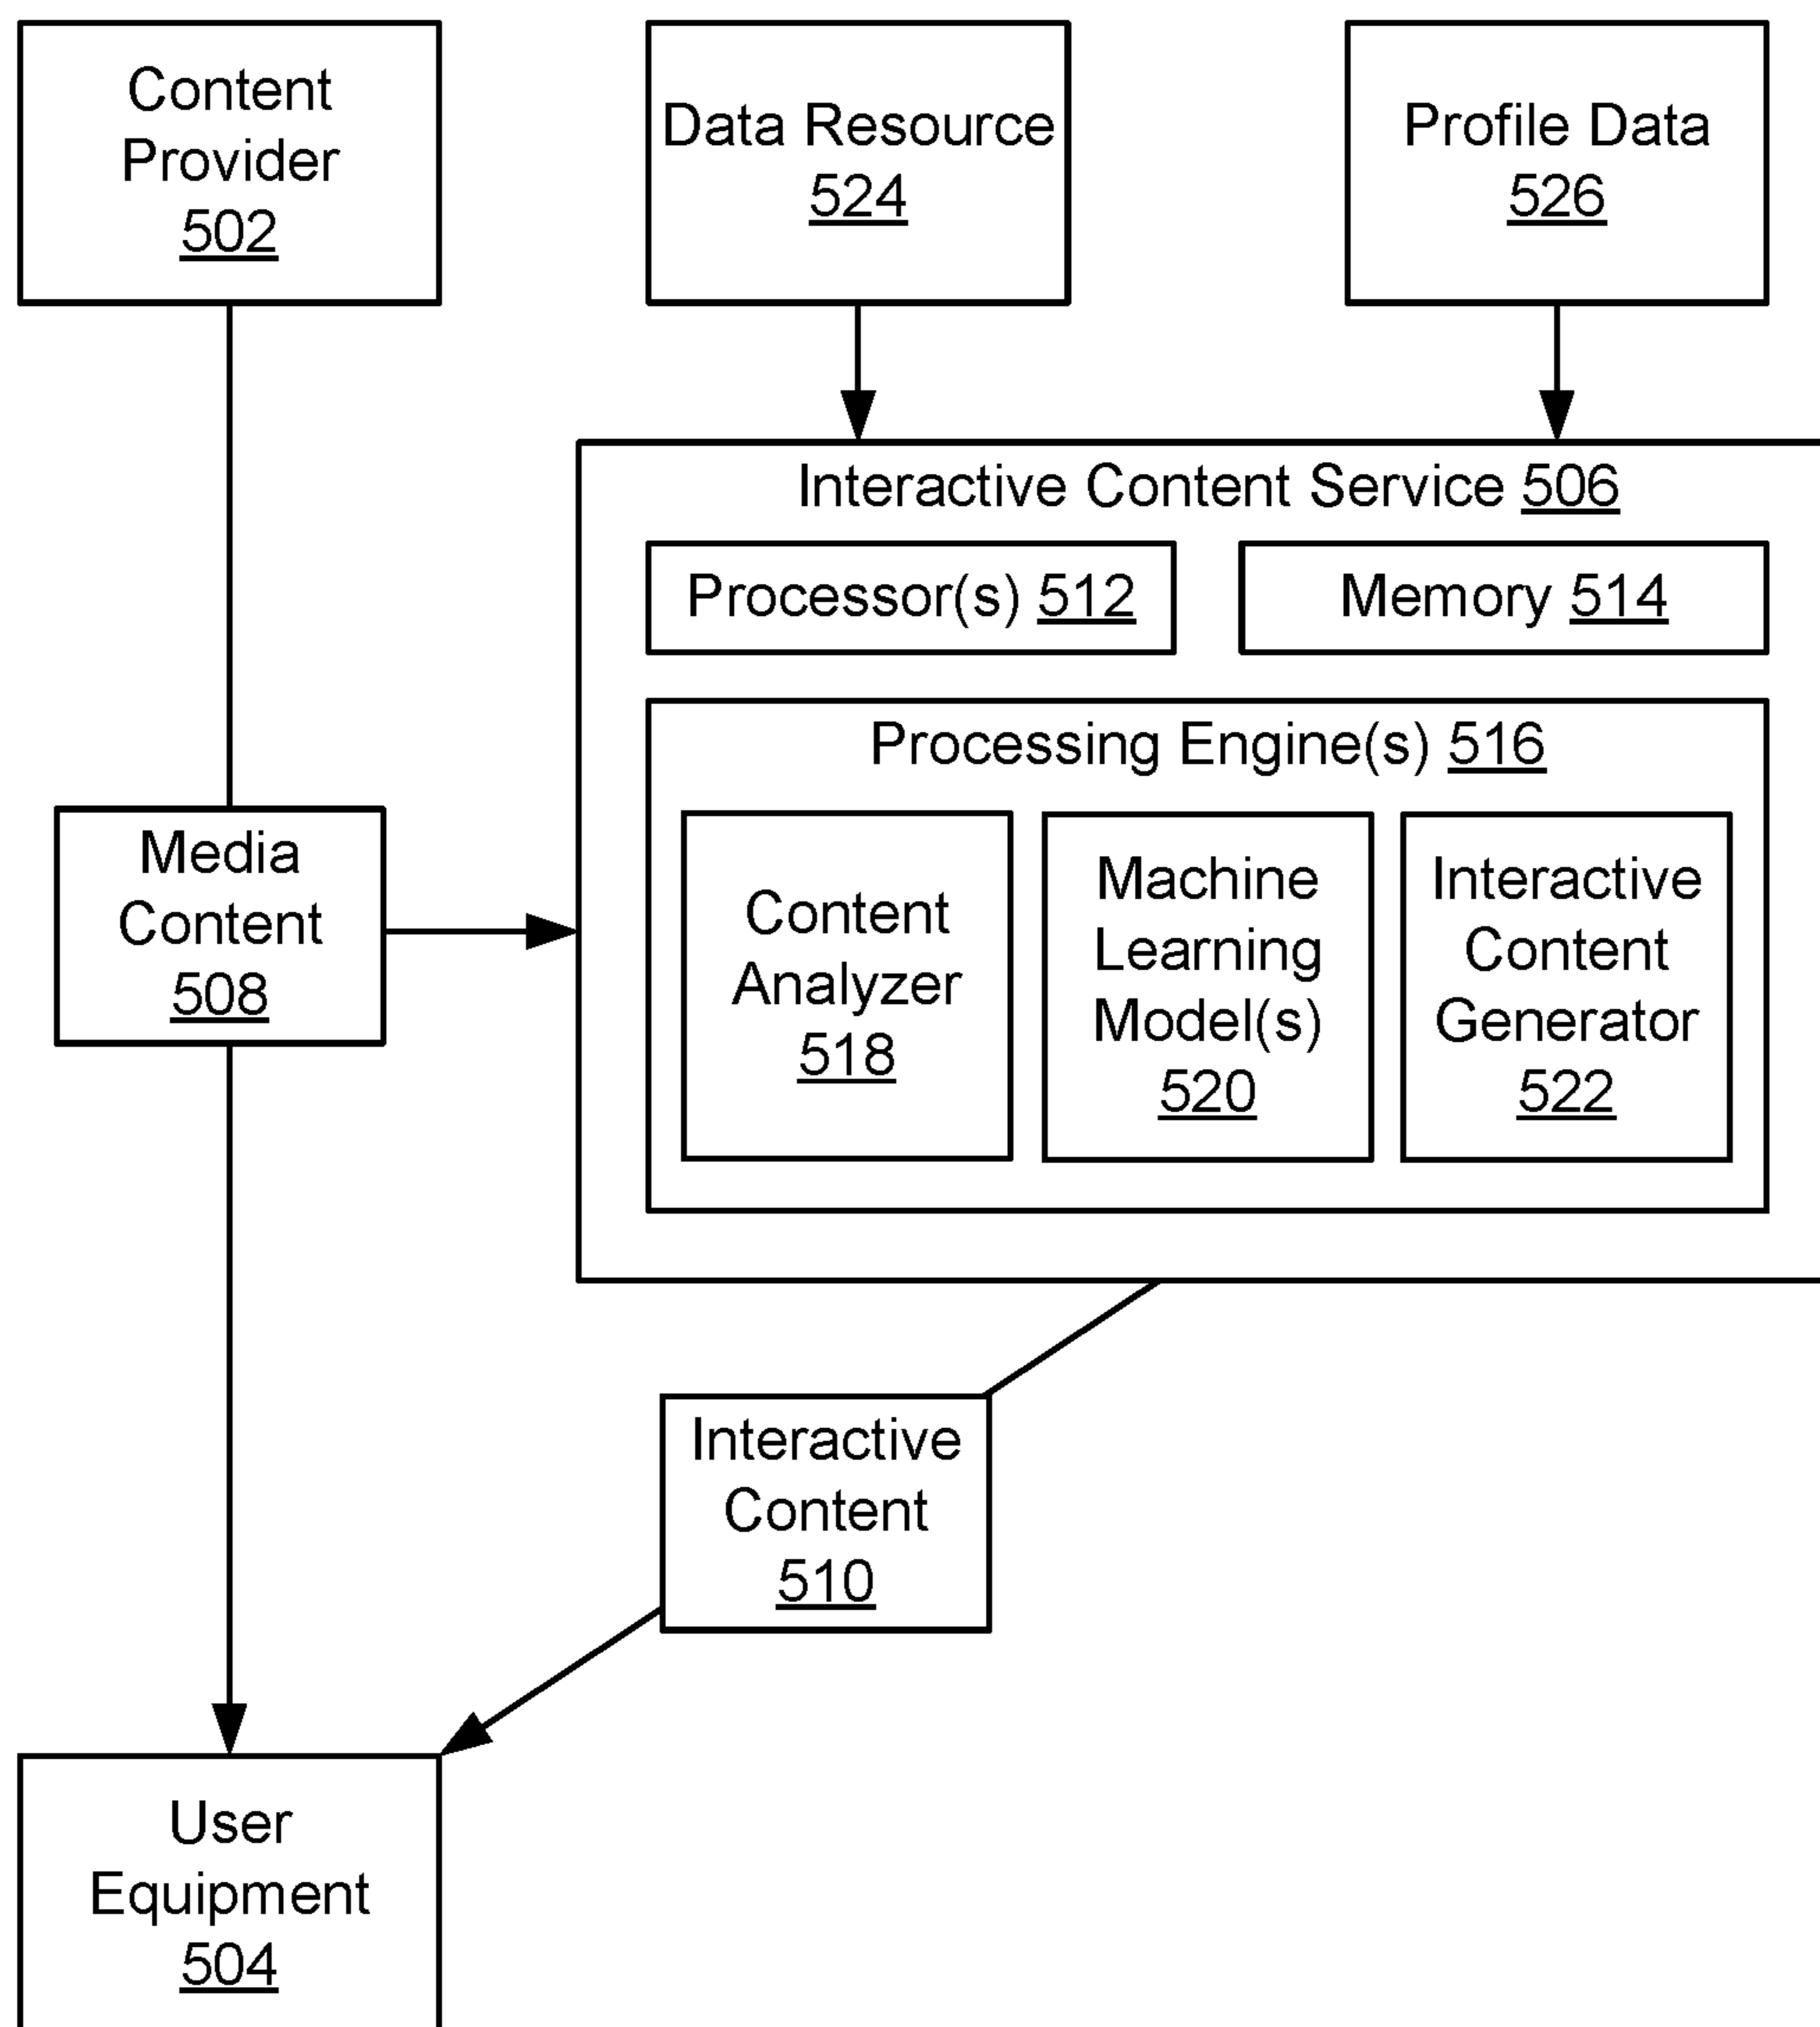 Content
Provider
502
Data Resource
524
Profile Data
526
Interactive Content Service 506
Processor(s) 512
Memory 514
Processing Engine(s) 516
Media
Content
508
Content
Analyzer
518
Machine
Learning
Model(s)
520
Interactive
Content
Generator
522
Interactive
Content
510
User
Equipment
504